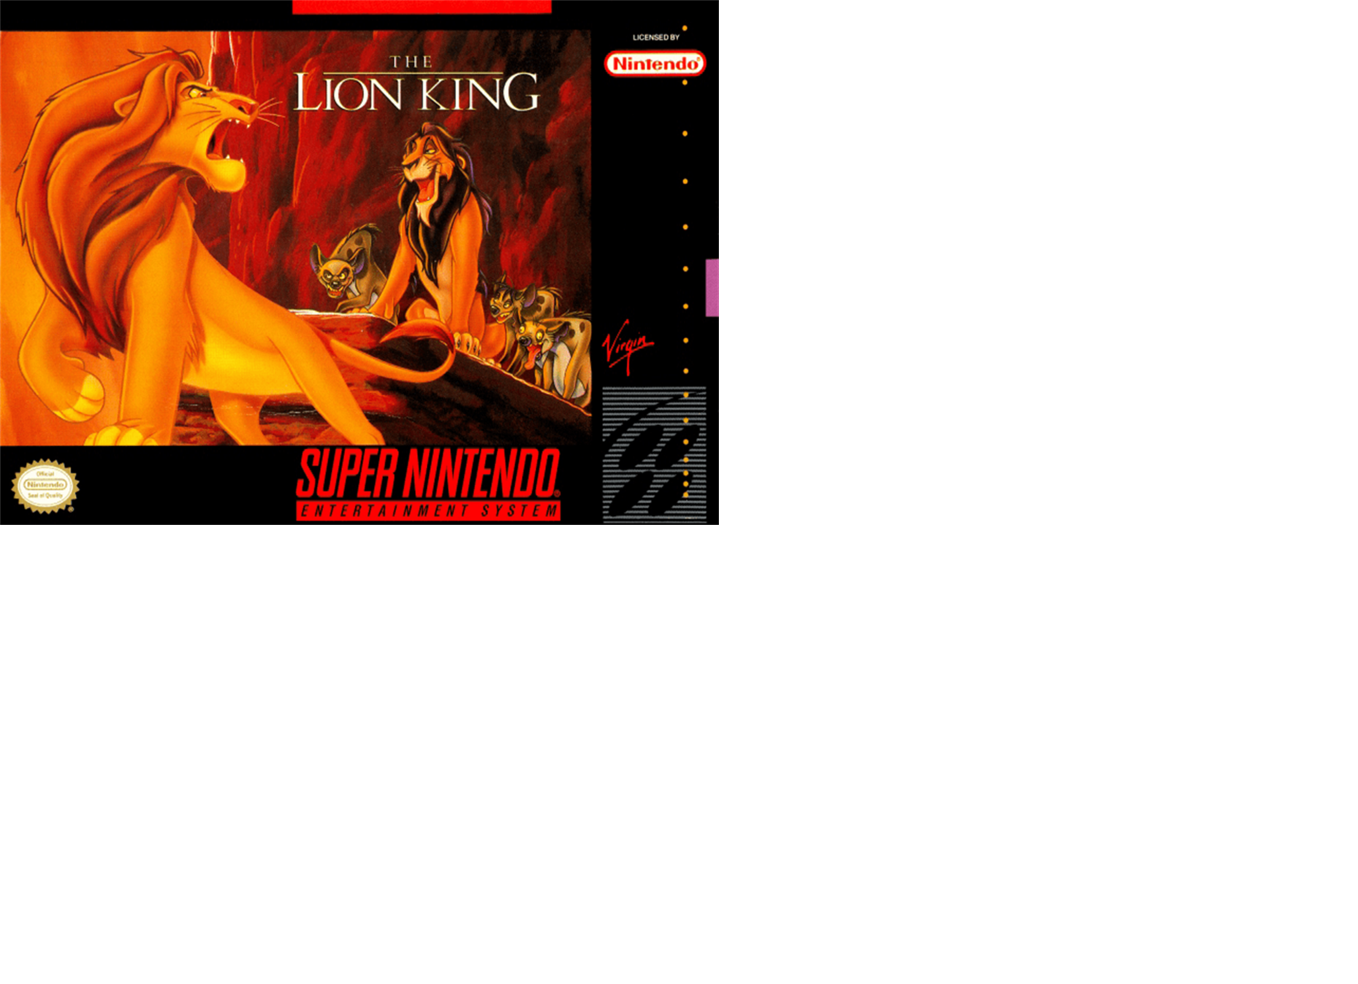 LICENSED BY
Nintendo®
THE
LION KING
Virgin
Official
Nintendo
Seal of Quality
®
SUPER NINTENDO®
ENTERTAINMENT SYSTEM